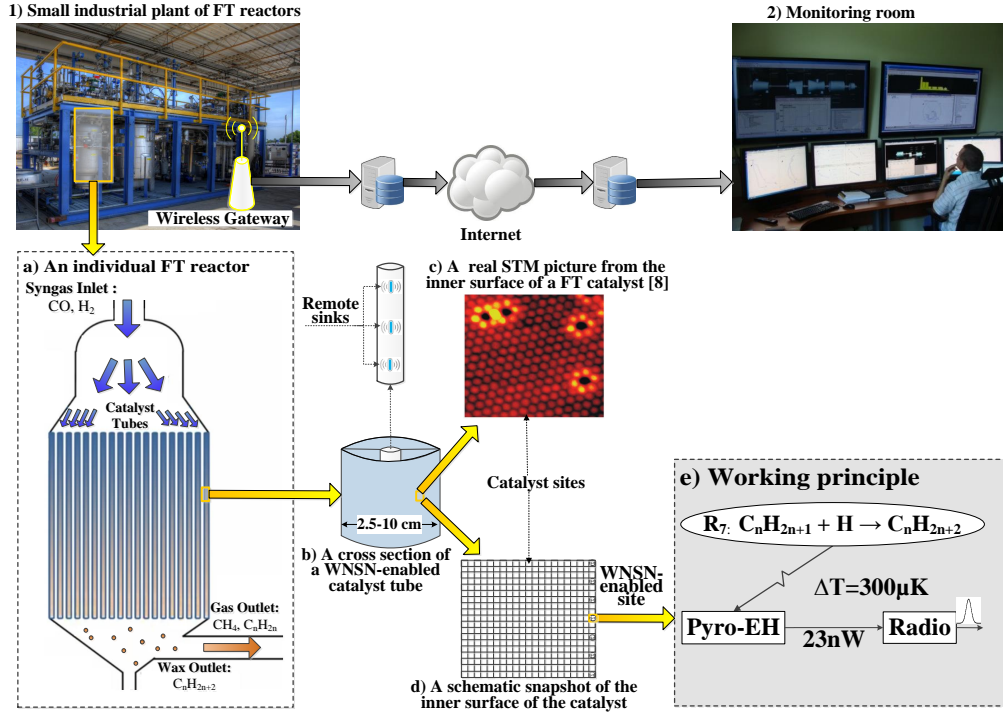 1) Small industrial plant of FT reactors
2) Monitoring room
Wireless Gateway
Internet
a) An individual FT reactor
Syngas Inlet :
CO, H₂
Catalyst
Tubes
Gas Outlet:
CH₄, CₙH₂ₙ
Wax Outlet:
CₙH₂ₙ₊₂
Remote
sinks
2.5-10 cm
b) A cross section of
a WNSN-enabled
catalyst tube
c) A real STM picture from the
inner surface of a FT catalyst [8]
Catalyst sites
WNSN-
enabled
site
d) A schematic snapshot of the
inner surface of the catalyst
e) Working principle
R₇: CₙH₂ₙ₊₁ + H → CₙH₂ₙ₊₂
ΔT=300μK
Pyro-EH
23nW
Radio